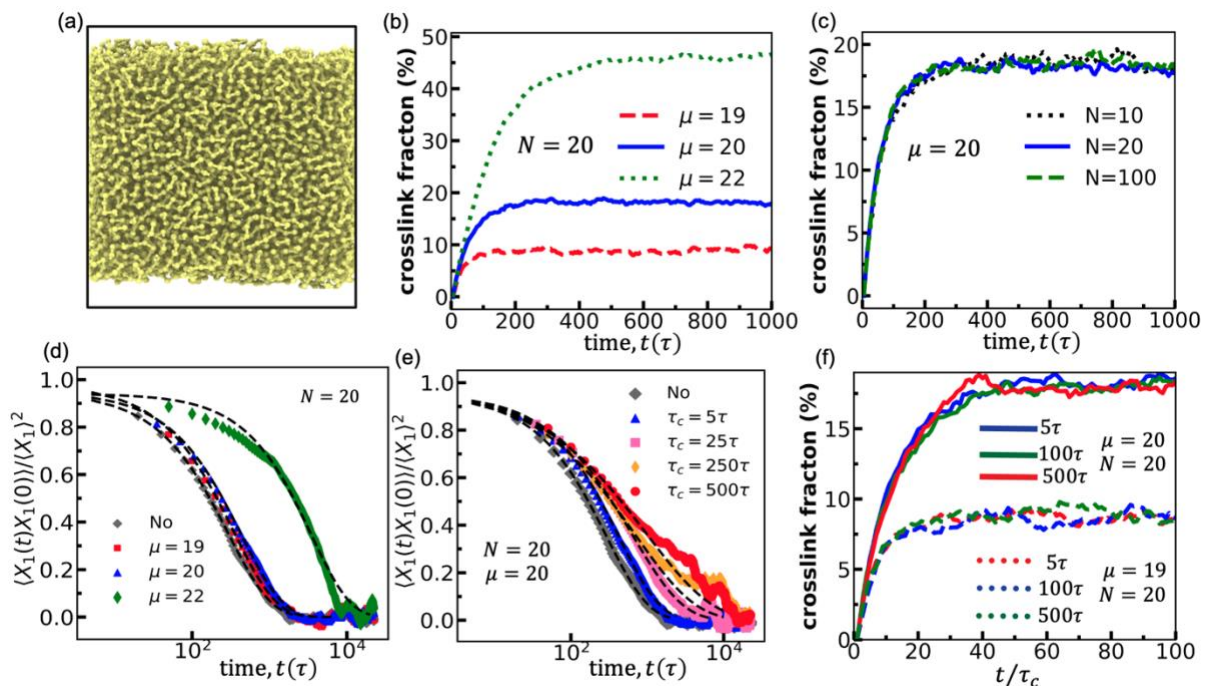 (a)
(b)
crosslink fracton (%)
50
40
30
20
10
0
N = 20
μ = 19
μ = 20
μ = 22
0 200 400 600 800 1000
time, t(τ)
(c)
crosslink fracton (%)
20
15
10
5
0
μ = 20
N=10
N=20
N=100
0 200 400 600 800 1000
time, t(τ)
(d)
⟨X₁(t)X₁(0)⟩/⟨X₁⟩²
1.0
0.8
0.6
0.4
0.2
0.0
N = 20
No
μ = 19
μ = 20
μ = 22
10² 10⁴
time, t(τ)
(e)
⟨X₁(t)X₁(0)⟩/⟨X₁⟩²
1.0
0.8
0.6
0.4
0.2
0.0
No
τc = 5τ
τc = 25τ
τc = 250τ
τc = 500τ
N = 20
μ = 20
10² 10⁴
time, t(τ)
(f)
crosslink fracton (%)
15
10
5
0
5τ
100τ
500τ
μ = 20
N = 20
5τ
100τ
500τ
μ = 19
N = 20
0 20 40 60 80 100
t/τc